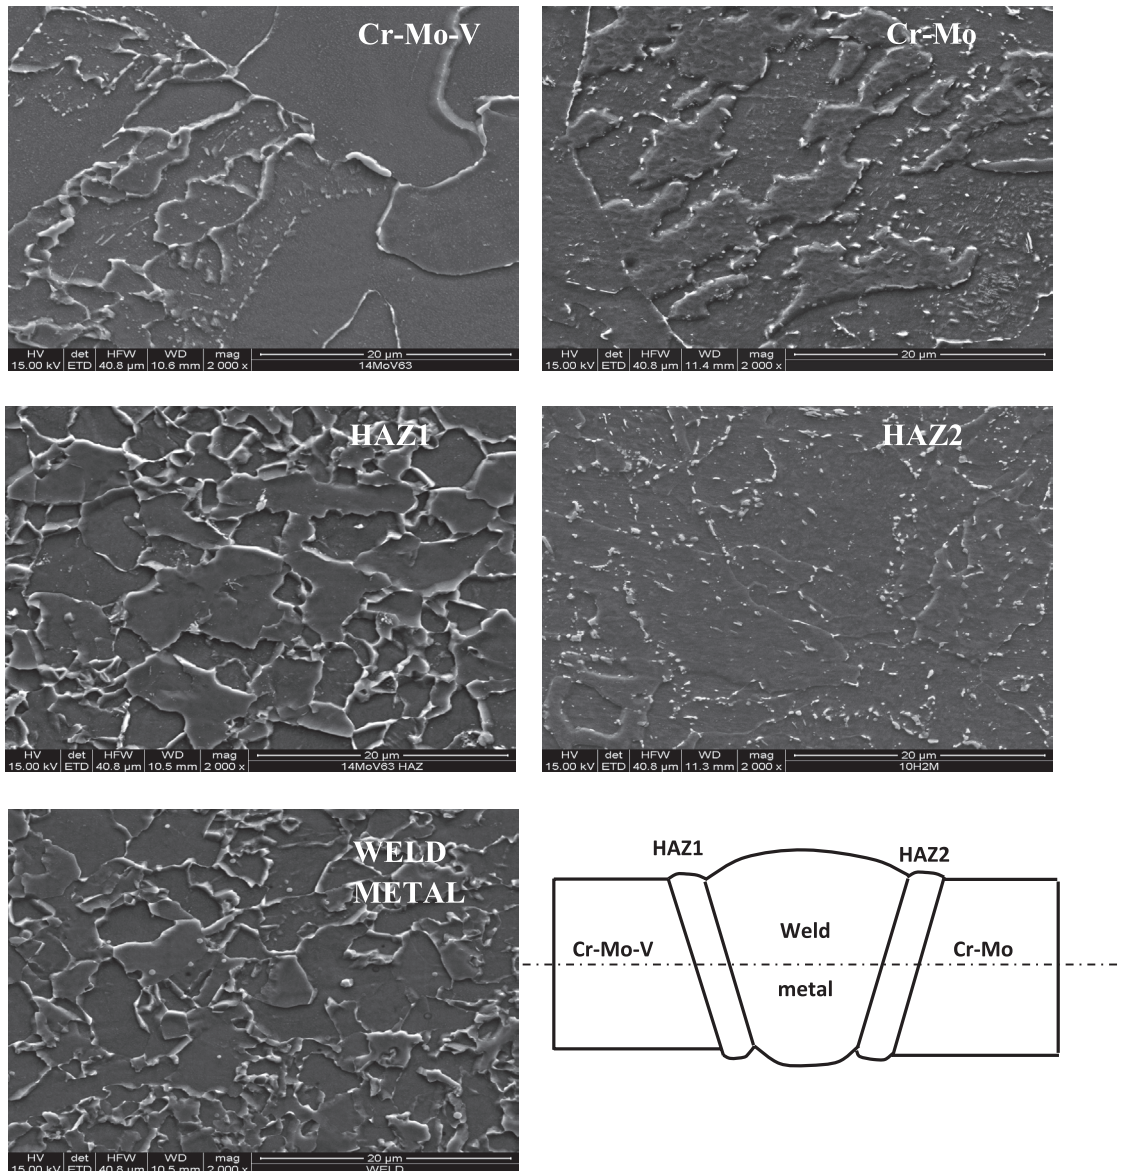 Cr-Mo-V
HV det HFW WD mag 20 µm
15.00 kV ETD 40.8 µm 10.6 mm 2 000 x 14MoV63
Cr-Mo
HV det HFW WD mag 20 µm
15.00 kV ETD 40.8 µm 11.4 mm 2 000 x
HAZ1
HV det HFW WD mag 20 µm
15.00 kV ETD 40.8 µm 10.5 mm 2 000 x 14MoV63 HAZ
HAZ2
HV det HFW WD mag 20 µm
15.00 kV ETD 40.8 µm 11.3 mm 2 000 x 10H2M
WELD
METAL
HV det HFW WD mag 20 µm
15.00 kV ETD 40.8 µm 10.5 mm 2 000 x WELD
HAZ1
HAZ2
Cr-Mo-V
Weld
metal
Cr-Mo